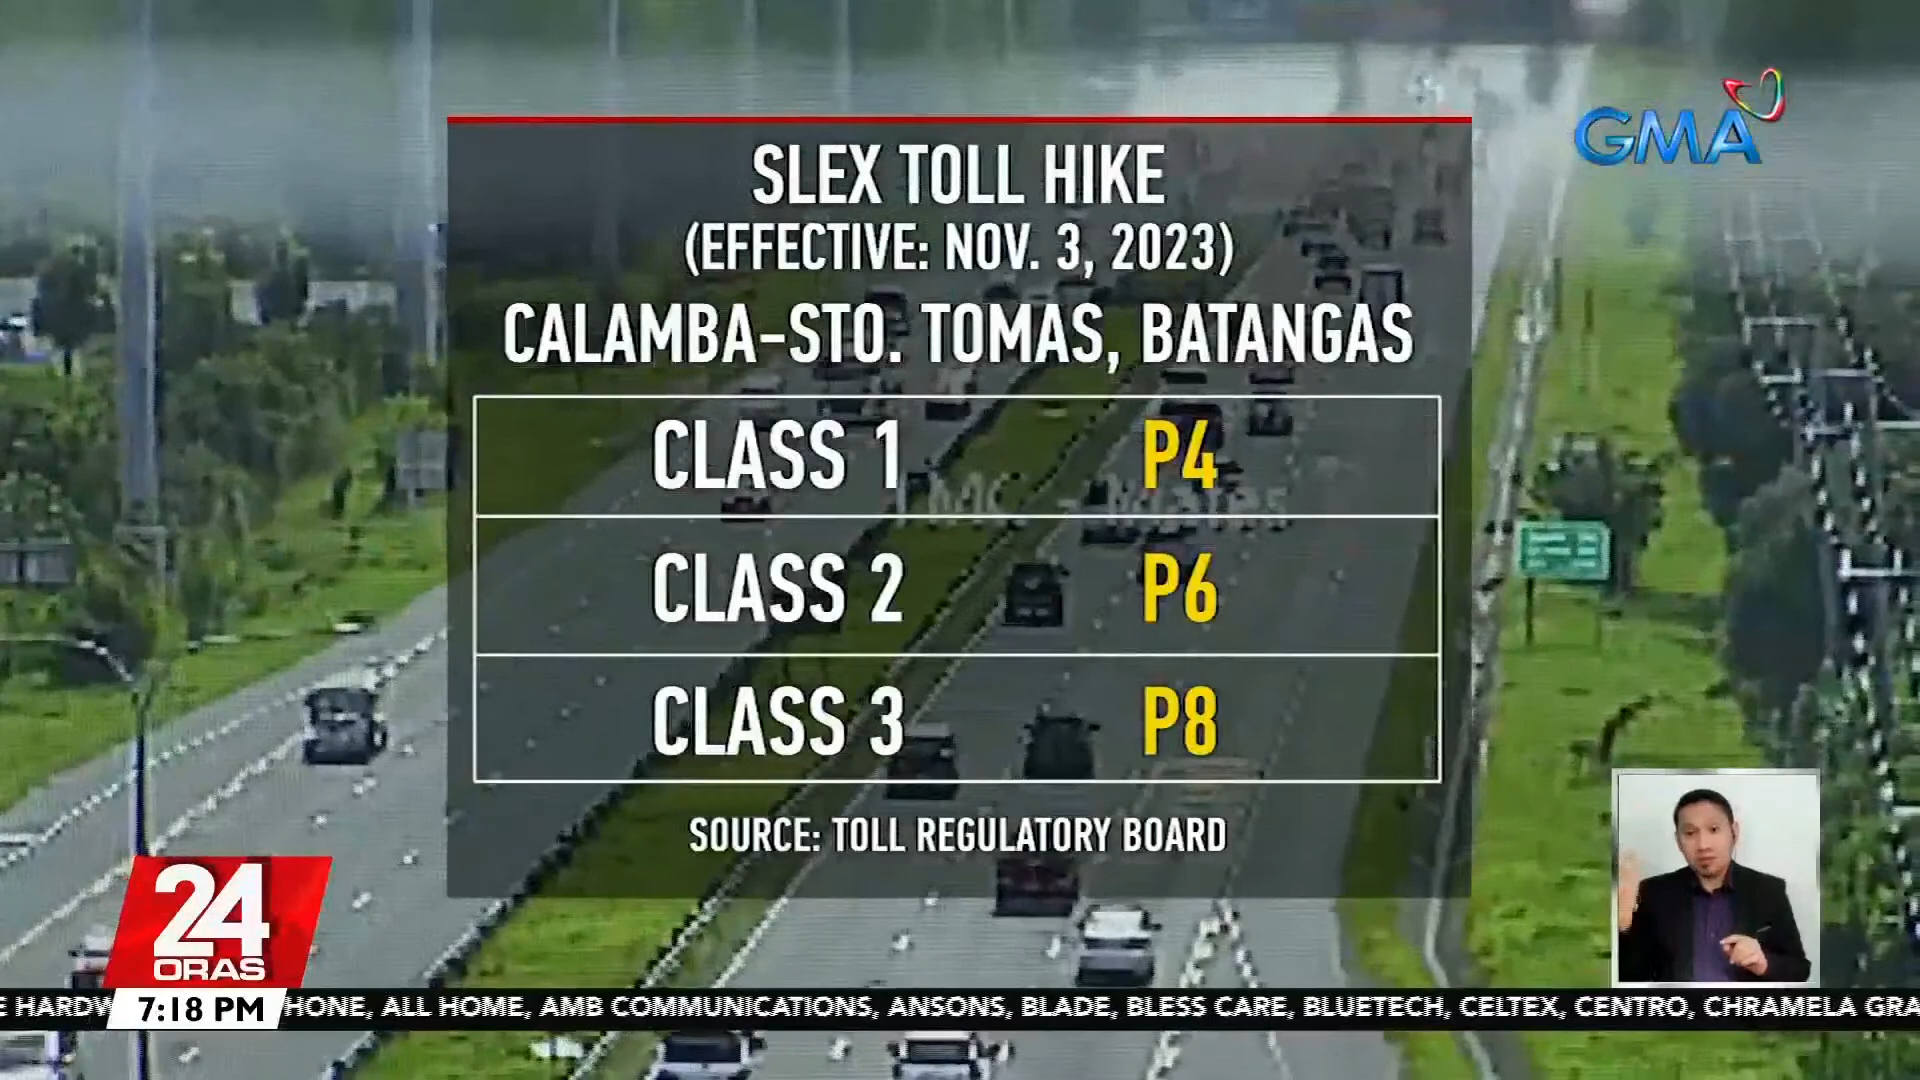 GMA
SLEX TOLL HIKE
(EFFECTIVE: NOV. 3, 2023)
CALAMBA-STO. TOMAS, BATANGAS
CLASS 1 P4
CLASS 2 P6
CLASS 3 P8
SOURCE: TOLL REGULATORY BOARD
24
ORAS
7:18 PM
E HARDW HONE, ALL HOME, AMB COMMUNICATIONS, ANSONS, BLADE, BLESS CARE, BLUETECH, CELTEX, CENTRO, CHRAMELA GRA